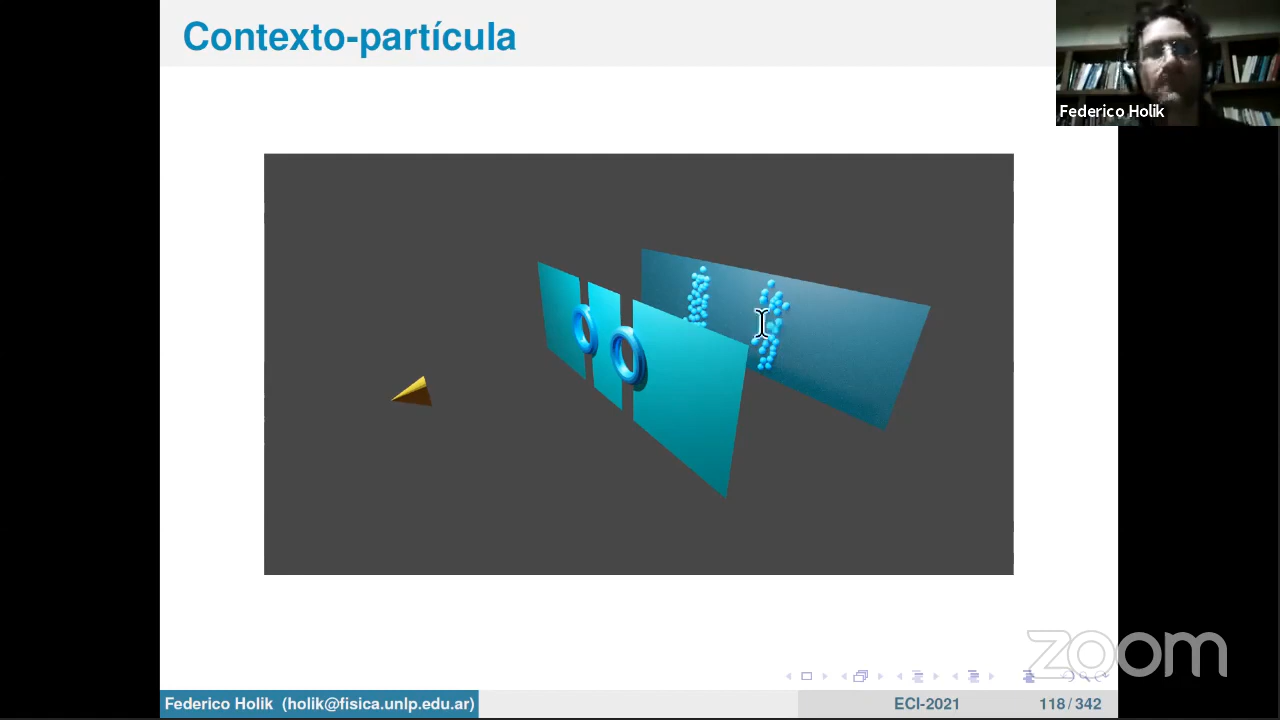 Contexto-partícula
Federico Holik
zoom
Federico Holik (holik@fisica.unlp.edu.ar)
ECI-2021
118/342